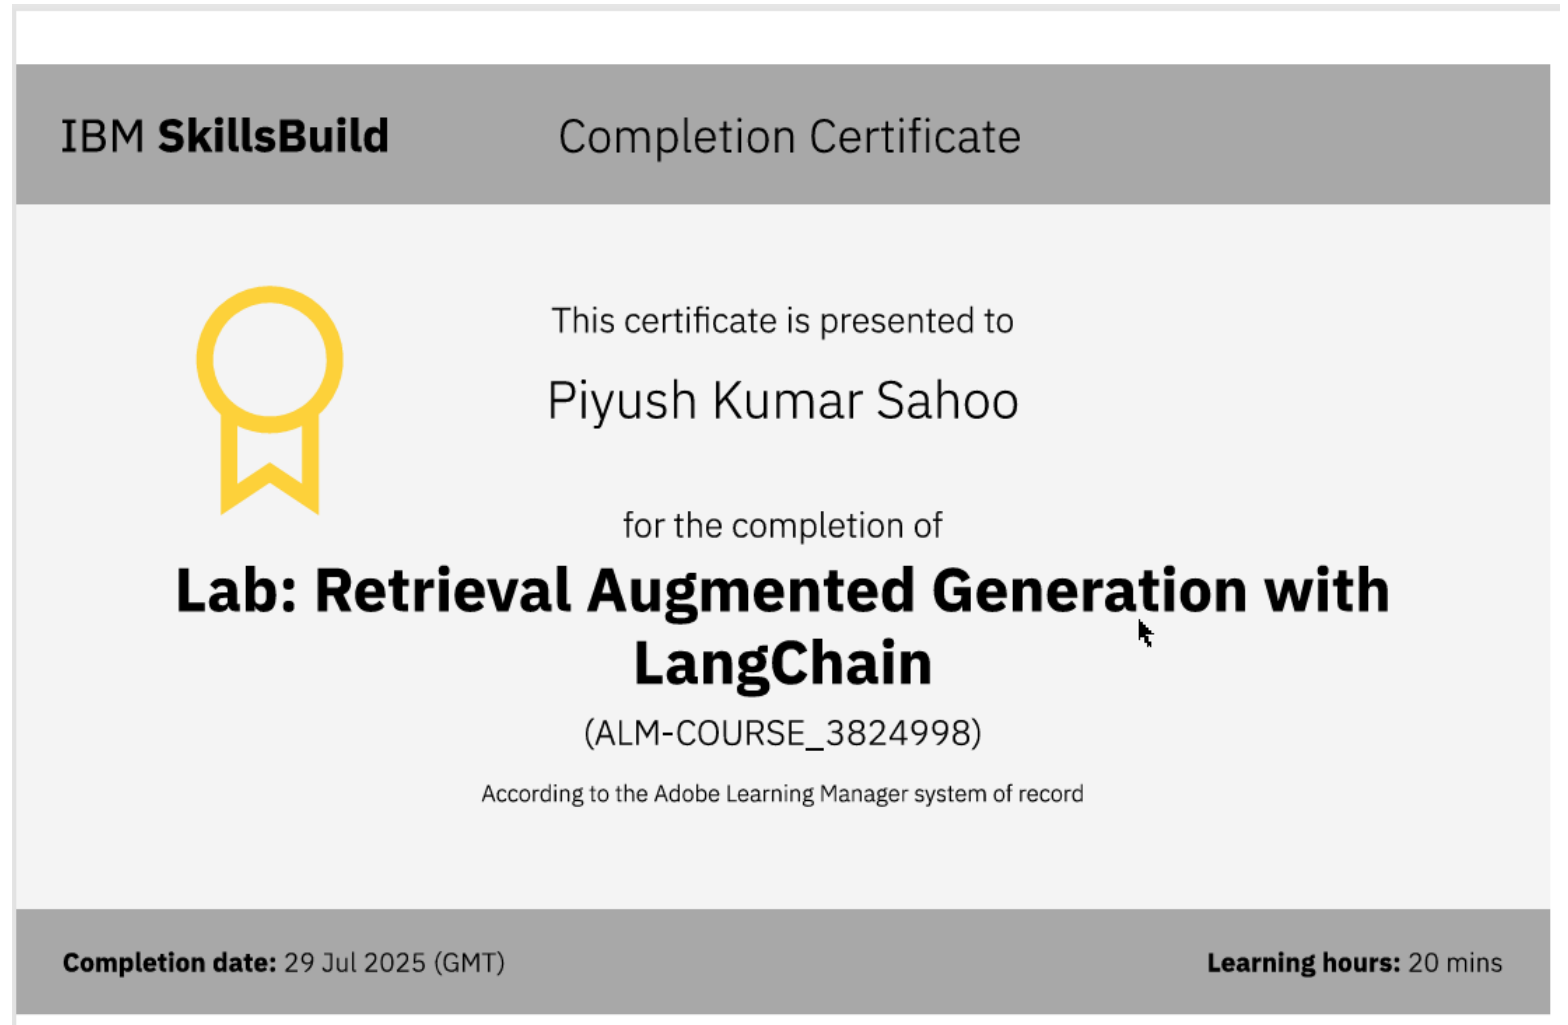 IBM SkillsBuild
Completion Certificate
This certificate is presented to
Piyush Kumar Sahoo
for the completion of
Lab: Retrieval Augmented Generation with
LangChain
(ALM-COURSE_3824998)
According to the Adobe Learning Manager system of record
Completion date: 29 Jul 2025 (GMT)
Learning hours: 20 mins